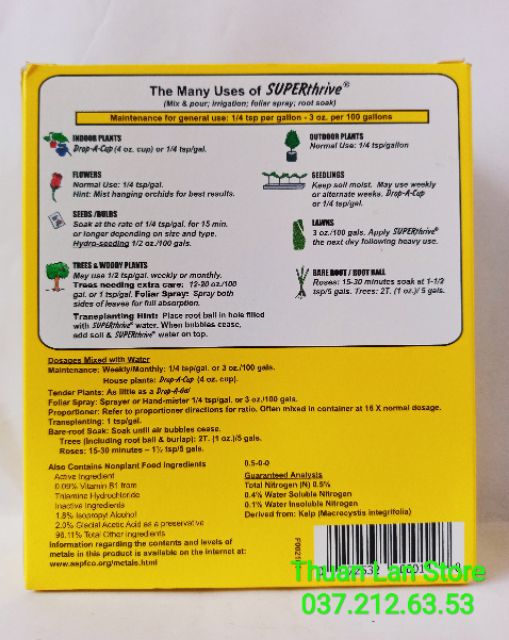 The Many Uses of SUPERthrive®
(Mix & pour; irrigation; foliar spray; root soak)
Maintenance for general use: 1/4 tsp per gallon - 3 oz. per 100 gallons
INDOOR PLANTS
Drop-A-Cup (4 oz. cup) or 1/4 tsp/gal.
FLOWERS
Normal Use: 1/4 tsp/gal.
Hint: Mist hanging orchids for best results.
SEEDS /BULBS
Soak at the rate of 1/4 tsp/gal. for 15 min.
or longer depending on size and type.
Hydro-seeding 1/2 oz./100 gals.
TREES & WOODY PLANTS
May use 1/2 tsp/gal. weekly or monthly.
Trees needing extra care: 12-20 oz./100
gal. or 1 tsp/gal. Foliar Spray: Spray both
sides of leaves for full absorption.
Transplanting Hint: Place root ball in hole filled
with SUPERthrive® water. When bubbles cease,
add soil & SUPERthrive® water on top.
OUTDOOR PLANTS
Normal Use: 1/4 tsp/gallon
SEEDLINGS
Keep soil moist. May use weekly
or alternate weeks. Drop-A-Cup
or 1/4 tsp/gal.
LAWNS
3 oz./100 gals. Apply SUPERthrive®
the next day following heavy use.
BARE ROOT / ROOT BALL
Roses: 15-30 minutes soak at 1-1/2
tsp/5 gals. Trees: 2T. (1 oz.)/ 5 gals.
Dosages Mixed with Water
Maintenance: Weekly/Monthly: 1/4 tsp/gal. or 3 oz./100 gals.
House plants: Drop-A-Cup (4 oz. cup).
Tender Plants: As little as a Drop-A-Gal
Foliar Spray: Sprayer or Hand-mister 1/4 tsp/gal. or 3 oz./100 gals.
Proportioner: Refer to proportioner directions for ratio. Often mixed in container at 16 X normal dosage.
Transplanting: 1 tsp/gal.
Bare-root Soak: Soak until air bubbles cease.
Trees (Including root ball & burlap): 2T. (1 oz.)/5 gals.
Roses: 15-30 minutes – 1½ tsp/5 gals.
Also Contains Nonplant Food Ingredients
Active Ingredient
0.09% Vitamin B1 from
Thiamine Hydrochloride
Inactive Ingredients
1.8% Isopropyl Alcohol
2.0% Glacial Acetic Acid as a preservative
96.11% Total Other ingredients
Information regarding the contents and levels of
metals in this product is available on the internet at:
www.aapfco.org/metals.html
0.5-0-0
Guaranteed Analysis
Total Nitrogen (N) 0.5%
0.4% Water Soluble Nitrogen
0.1% Water Insoluble Nitrogen
Derived from: Kelp (Macrocystis integrifolia)
Thuan Lan Store
037.212.63.53